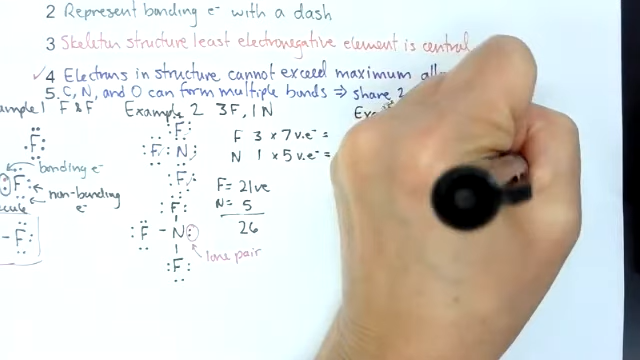 2 Represent bonding e⁻ with a dash
3 Skeleton structure least electronegative element is central
✓ 4 Electrons in structure cannot exceed maximum
5. C, N, and O can form multiple bonds ⇒ share 2
1 F & F
Example 2 3F, 1N
:F: 
:F: N:
:F:
F 3 x 7 v.e⁻ =
N 1 x 5 v.e⁻ =
:F:
bonding e⁻
:F:
non-bonding e⁻
- F:
F = 21ve
N = 5
26
:F:
:F - N:
:F:
lone pair